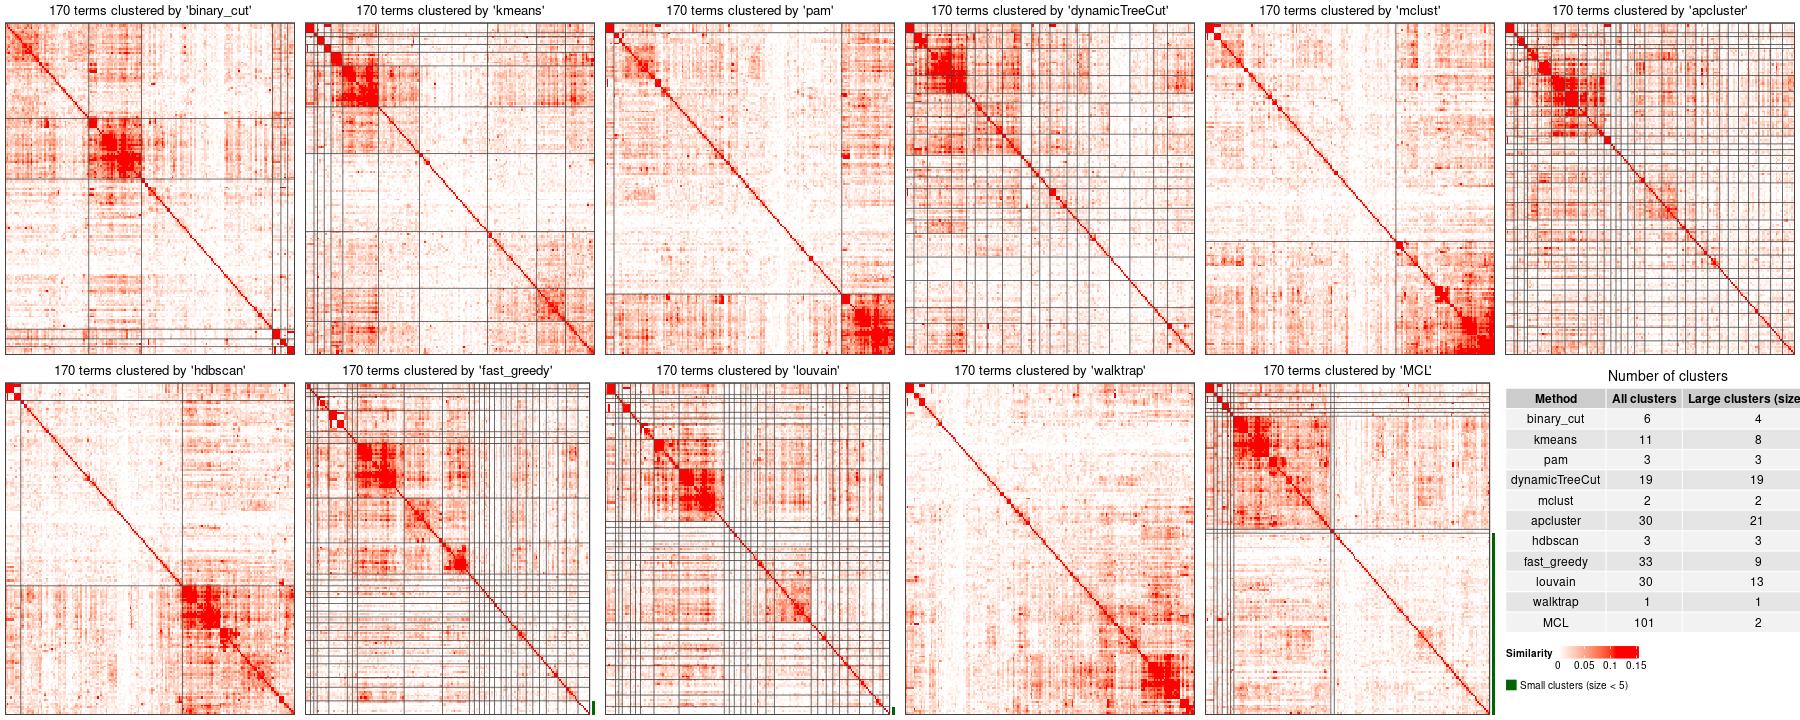 170 terms clustered by 'binary_cut'
170 terms clustered by 'kmeans'
170 terms clustered by 'pam'
170 terms clustered by 'dynamicTreeCut'
170 terms clustered by 'mclust'
170 terms clustered by 'apcluster'
170 terms clustered by 'hdbscan'
170 terms clustered by 'fast_greedy'
170 terms clustered by 'louvain'
170 terms clustered by 'walktrap'
170 terms clustered by 'MCL'
Number of clusters
Method All clusters Large clusters (size
binary_cut 6 4
kmeans 11 8
pam 3 3
dynamicTreeCut 19 19
mclust 2 2
apcluster 30 21
hdbscan 3 3
fast_greedy 33 9
louvain 30 13
walktrap 1 1
MCL 101 2
Similarity
0 0.05 0.1 0.15
Small clusters (size < 5)